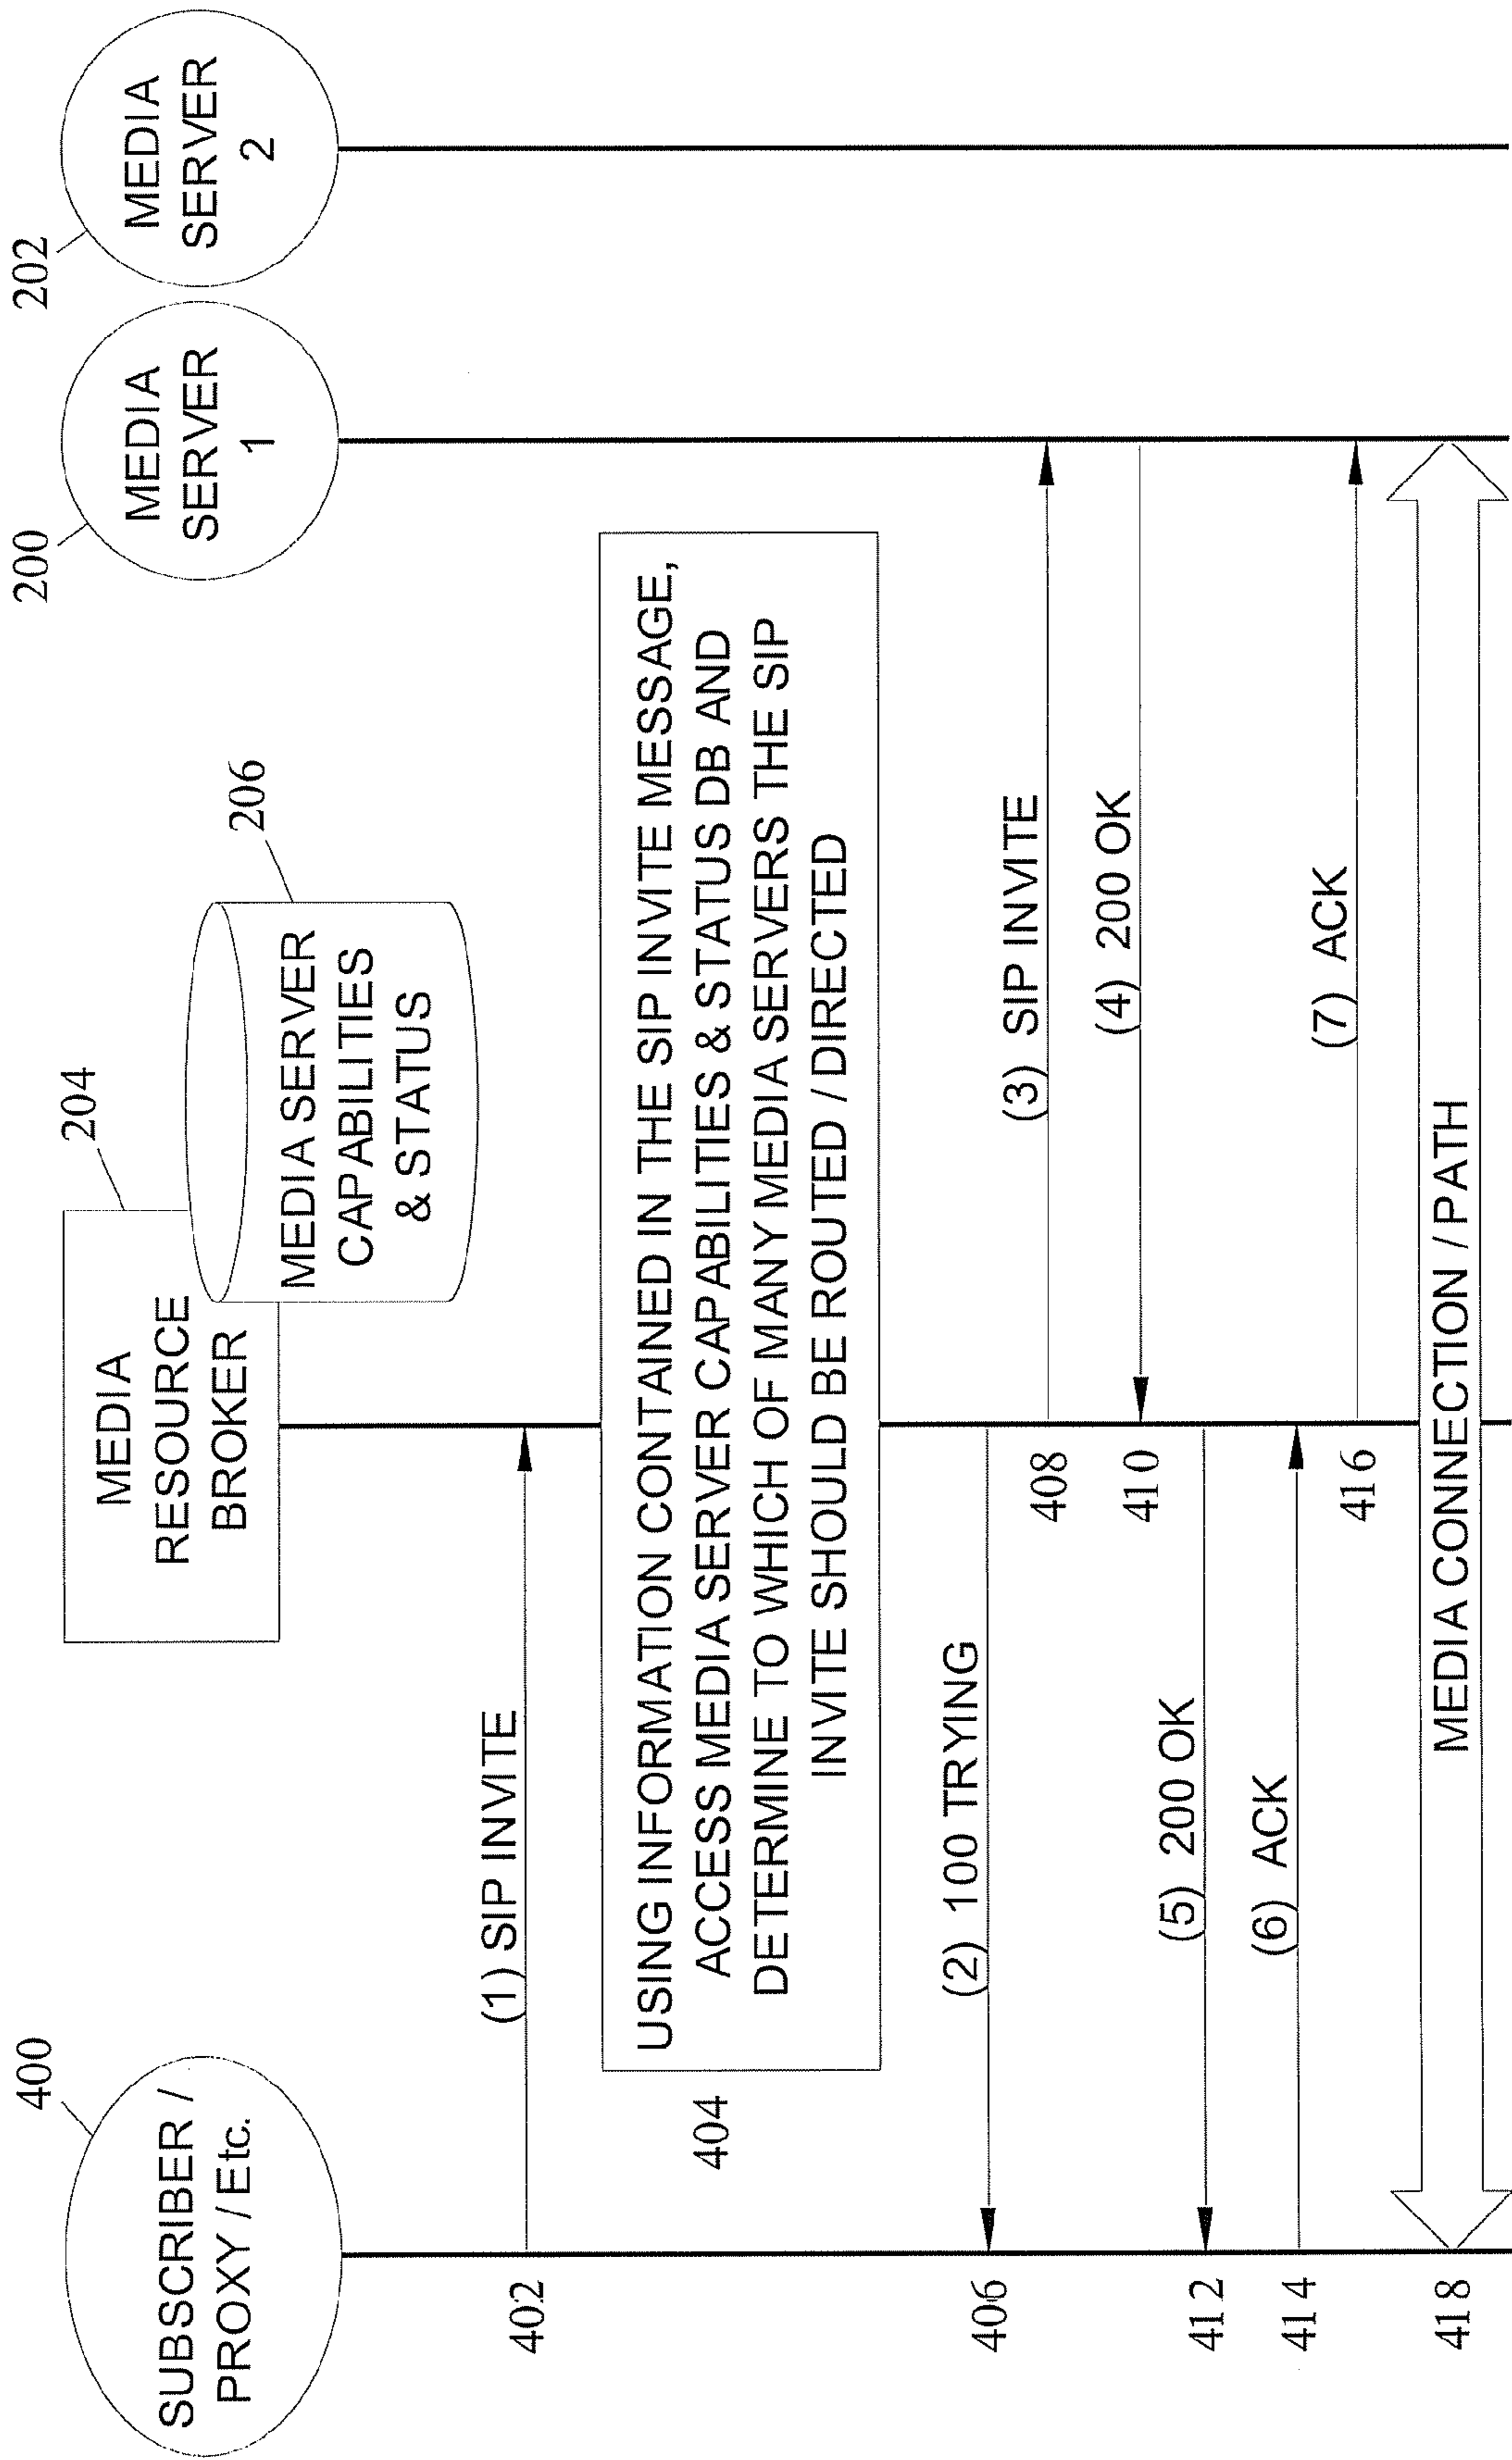 400
SUBSCRIBER /
PROXY / Etc.
204
MEDIA
RESOURCE
BROKER
206
MEDIA SERVER
CAPABILITIES
& STATUS
200
MEDIA
SERVER
1
202
MEDIA
SERVER
2
402
(1) SIP INVITE
404
USING INFORMATION CONTAINED IN THE SIP INVITE MESSAGE,
ACCESS MEDIA SERVER CAPABILITIES & STATUS DB AND
DETERMINE TO WHICH OF MANY MEDIA SERVERS THE SIP
INVITE SHOULD BE ROUTED / DIRECTED
406
(2) 100 TRYING
408
(3) SIP INVITE
410
(4) 200 OK
412
(5) 200 OK
414
(6) ACK
416
(7) ACK
418
MEDIA CONNECTION / PATH